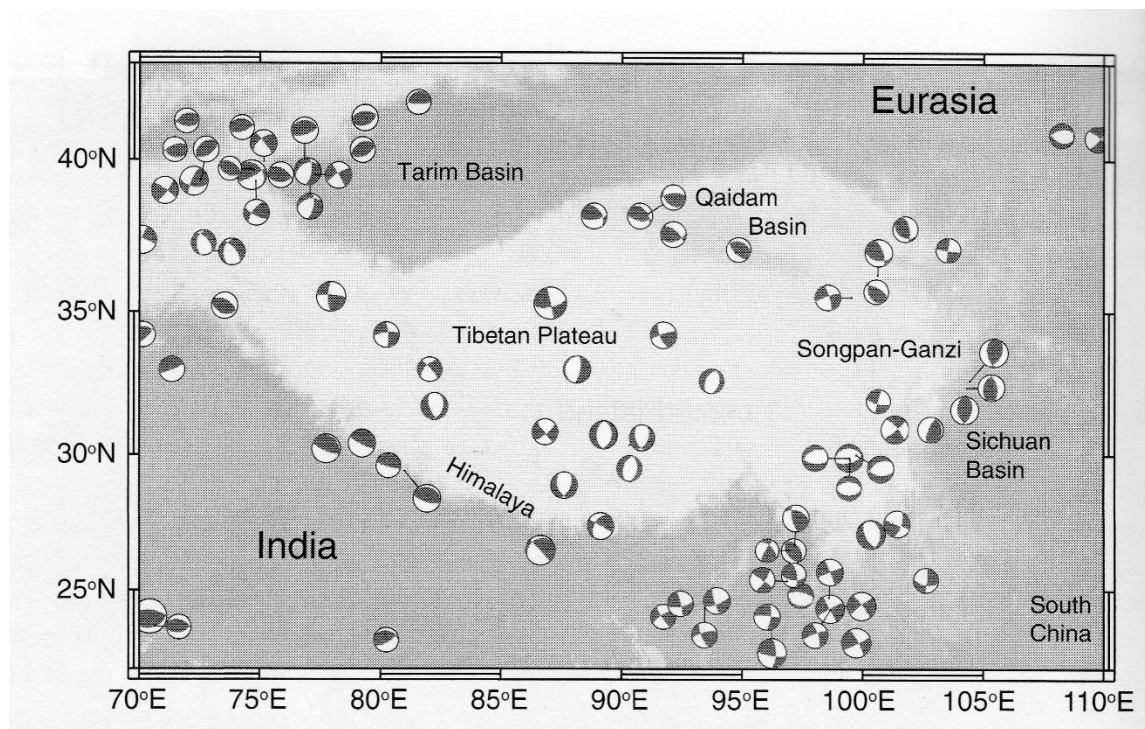 Eurasia
40°N
Tarim Basin
Qaidam
Basin
35°N
Tibetan Plateau
Songpan-Ganzi
30°N
Himalaya
Sichuan
Basin
India
25°N
South
China
70°E 75°E 80°E 85°E 90°E 95°E 100°E 105°E 110°E